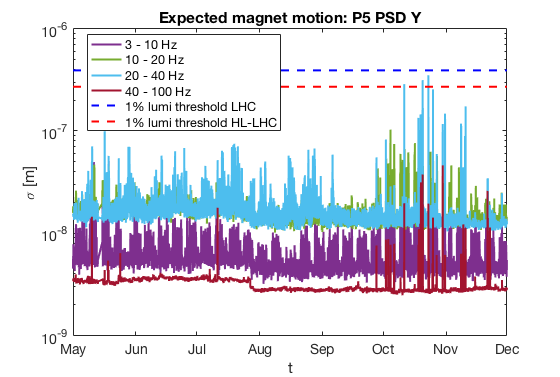 Expected magnet motion: P5 PSD Y
10^-6
3 - 10 Hz
10 - 20 Hz
20 - 40 Hz
40 - 100 Hz
1% lumi threshold LHC
1% lumi threshold HL-LHC
10^-7
σ [m]
10^-8
10^-9
May Jun Jul Aug Sep Oct Nov Dec
t